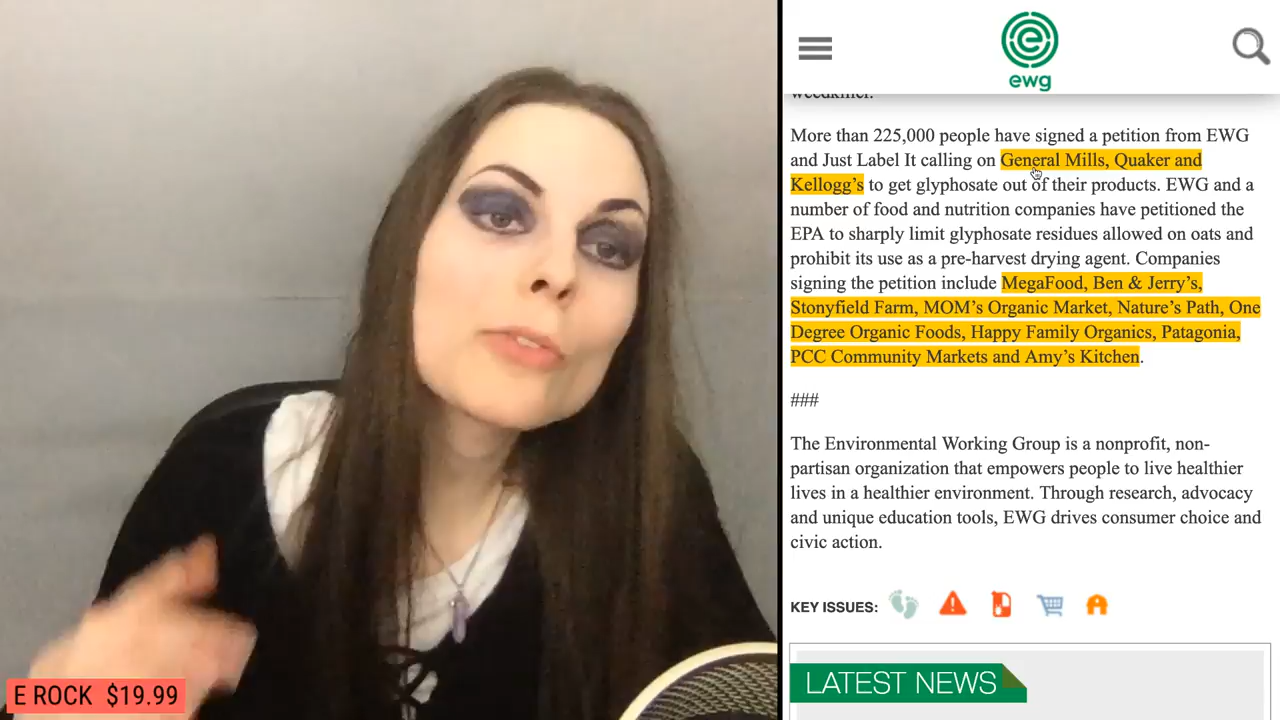 ewg
weedkiller.
More than 225,000 people have signed a petition from EWG
and Just Label It calling on General Mills, Quaker and
Kellogg’s to get glyphosate out of their products. EWG and a
number of food and nutrition companies have petitioned the
EPA to sharply limit glyphosate residues allowed on oats and
prohibit its use as a pre-harvest drying agent. Companies
signing the petition include MegaFood, Ben & Jerry’s,
Stonyfield Farm, MOM’s Organic Market, Nature’s Path, One
Degree Organic Foods, Happy Family Organics, Patagonia,
PCC Community Markets and Amy’s Kitchen.
###
The Environmental Working Group is a nonprofit, non-
partisan organization that empowers people to live healthier
lives in a healthier environment. Through research, advocacy
and unique education tools, EWG drives consumer choice and
civic action.
KEY ISSUES:
LATEST NEWS
E ROCK $19.99